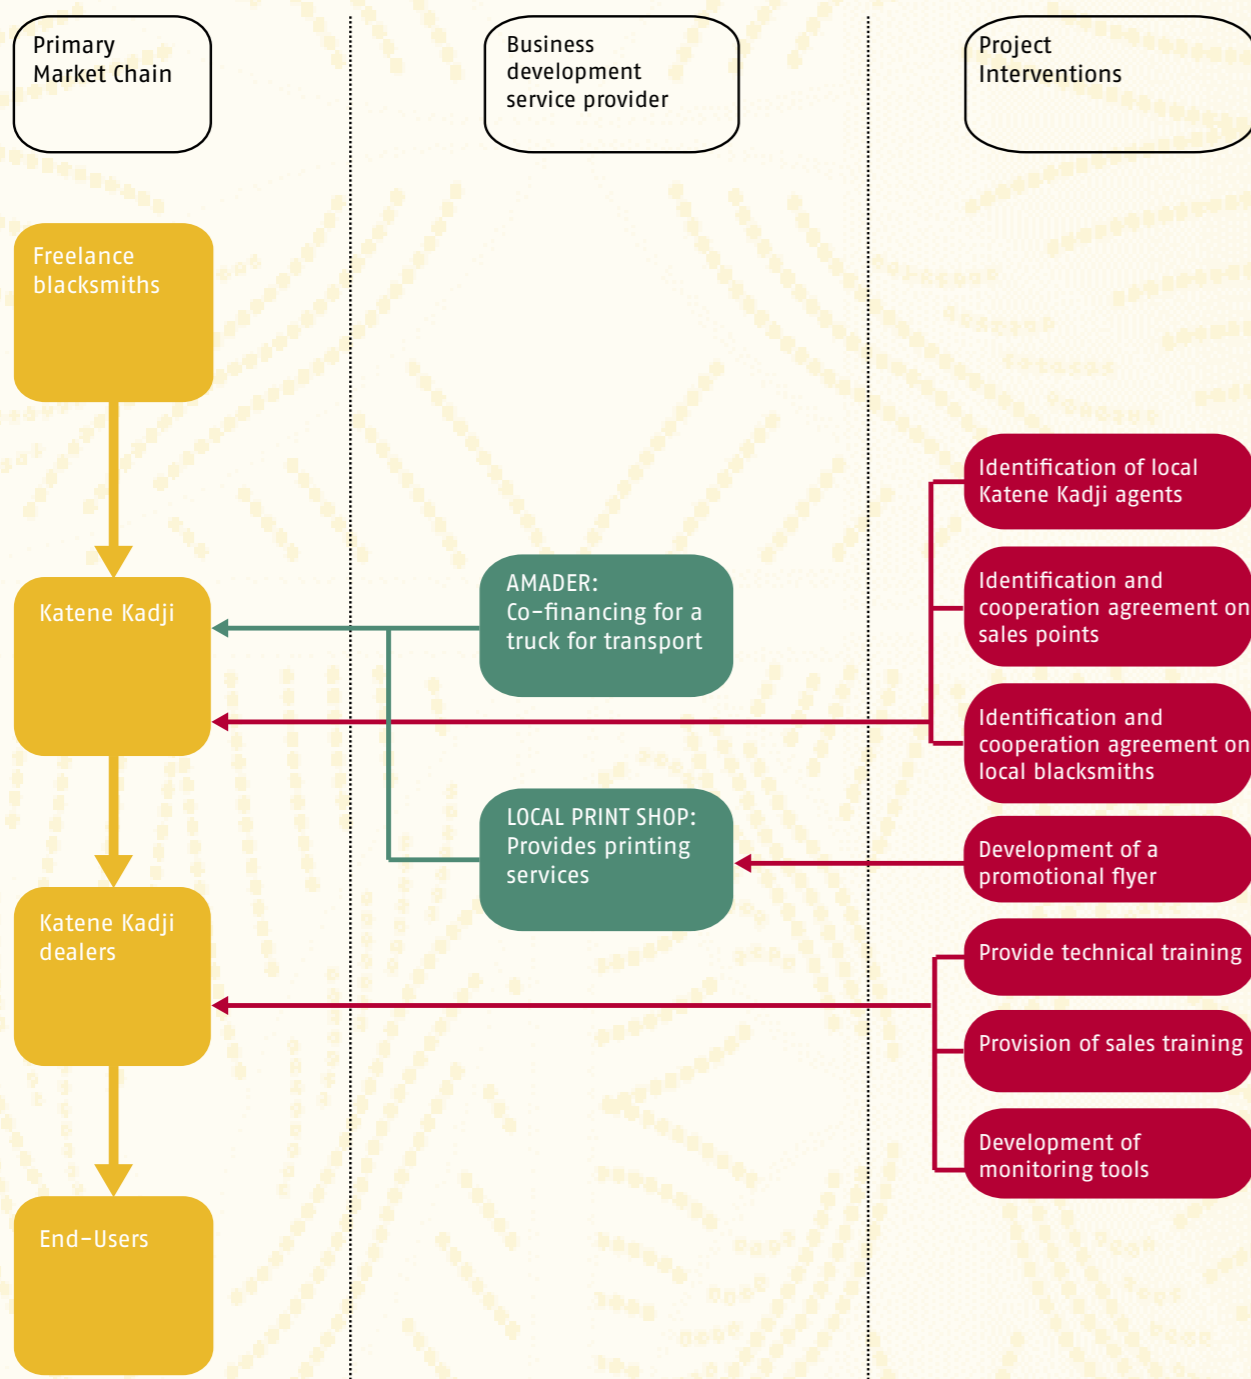 Primary
Market Chain
Business
development
service provider
Project
Interventions
Freelance
blacksmiths
Katene Kadji
Katene Kadji
dealers
End-Users
AMADER:
Co-financing for a
truck for transport
LOCAL PRINT SHOP:
Provides printing
services
Identification of local
Katene Kadji agents
Identification and
cooperation agreement on
sales points
Identification and
cooperation agreement on
local blacksmiths
Development of a
promotional flyer
Provide technical training
Provision of sales training
Development of
monitoring tools